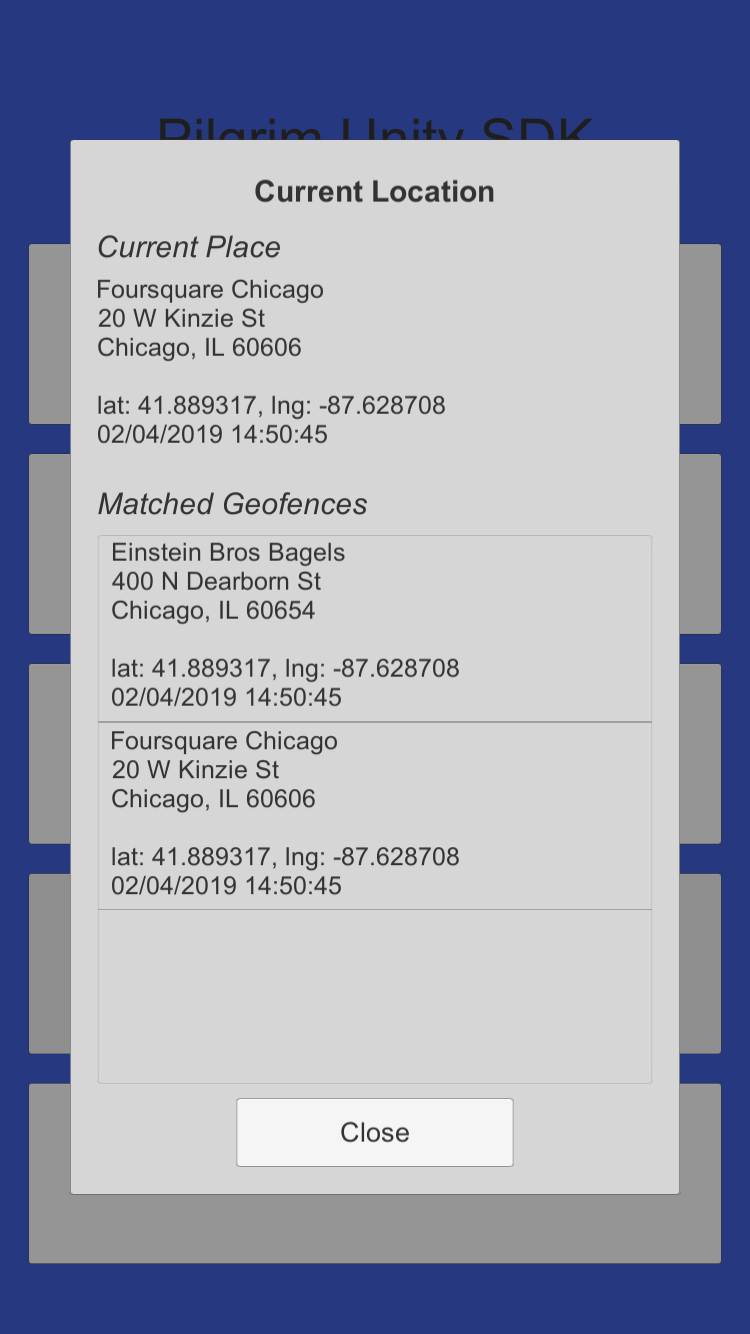 Pilgrim Unity SDK
Current Location
Current Place
Foursquare Chicago
20 W Kinzie St
Chicago, IL 60606
lat: 41.889317, lng: -87.628708
02/04/2019 14:50:45
Matched Geofences
Einstein Bros Bagels
400 N Dearborn St
Chicago, IL 60654
lat: 41.889317, lng: -87.628708
02/04/2019 14:50:45
Foursquare Chicago
20 W Kinzie St
Chicago, IL 60606
lat: 41.889317, lng: -87.628708
02/04/2019 14:50:45
Close